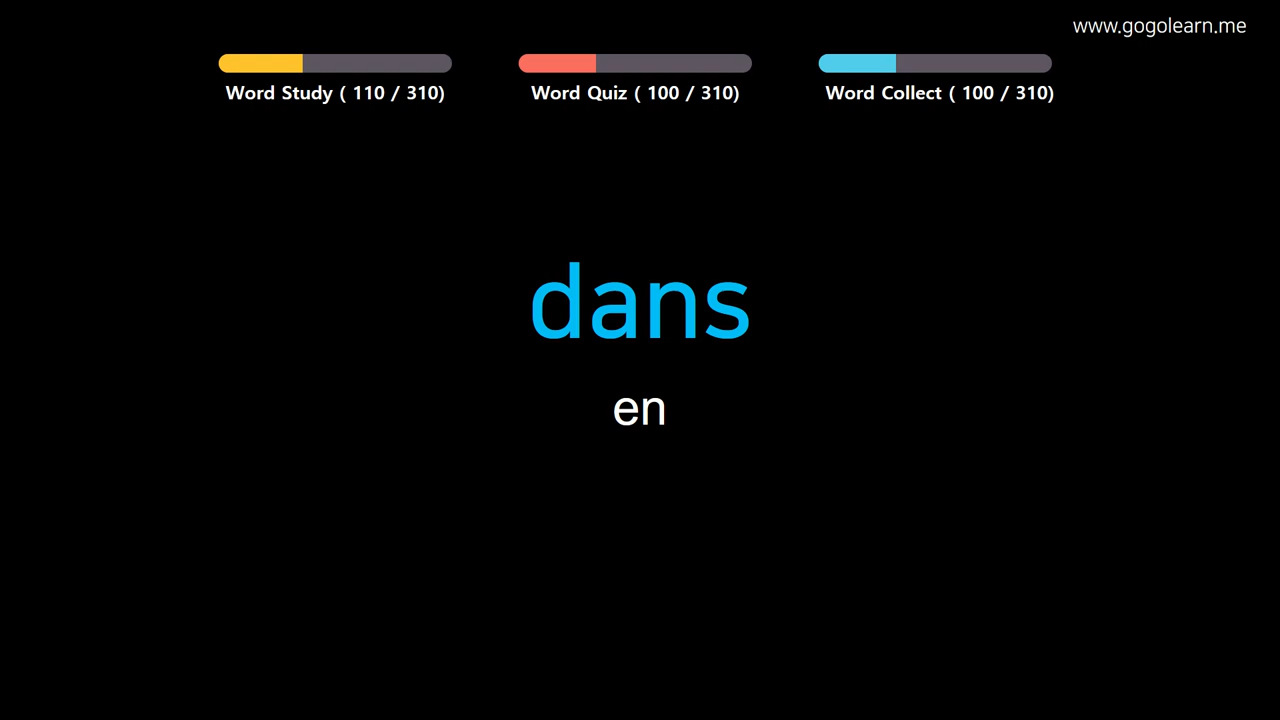 www.gogolearn.me
Word Study ( 110 / 310)
Word Quiz ( 100 / 310)
Word Collect ( 100 / 310)
dans
en